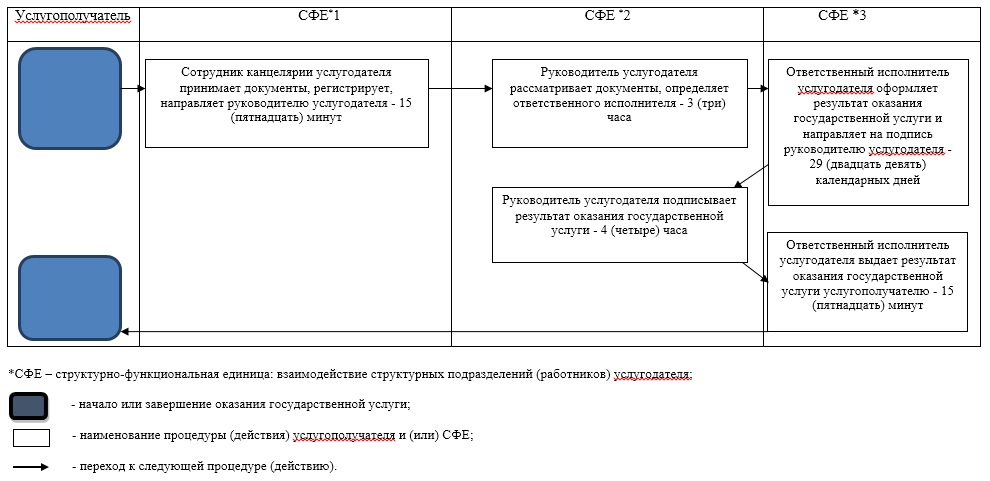 Услугополучатель
СФЕ*1
СФЕ *2
СФЕ *3
Сотрудник канцелярии услугодателя
принимает документы, регистрирует,
направляет руководителю услугодателя - 15
(пятнадцать) минут
Руководитель услугодателя
рассматривает документы, определяет
ответственного исполнителя - 3 (три)
часа
Ответственный исполнитель
услугодателя оформляет
результат оказания
государственной услуги и
направляет на подпись
руководителю услугодателя -
29 (двадцать девять)
календарных дней
Руководитель услугодателя подписывает
результат оказания государственной
услуги - 4 (четыре) часа
Ответственный исполнитель
услугодателя выдает результат
оказания государственной
услуги услугополучателю - 15
(пятнадцать) минут
*СФЕ – структурно-функциональная единица: взаимодействие структурных подразделений (работников) услугодателя;
- начало или завершение оказания государственной услуги;
- наименование процедуры (действия) услугополучателя и (или) СФЕ;
- переход к следующей процедуре (действию).